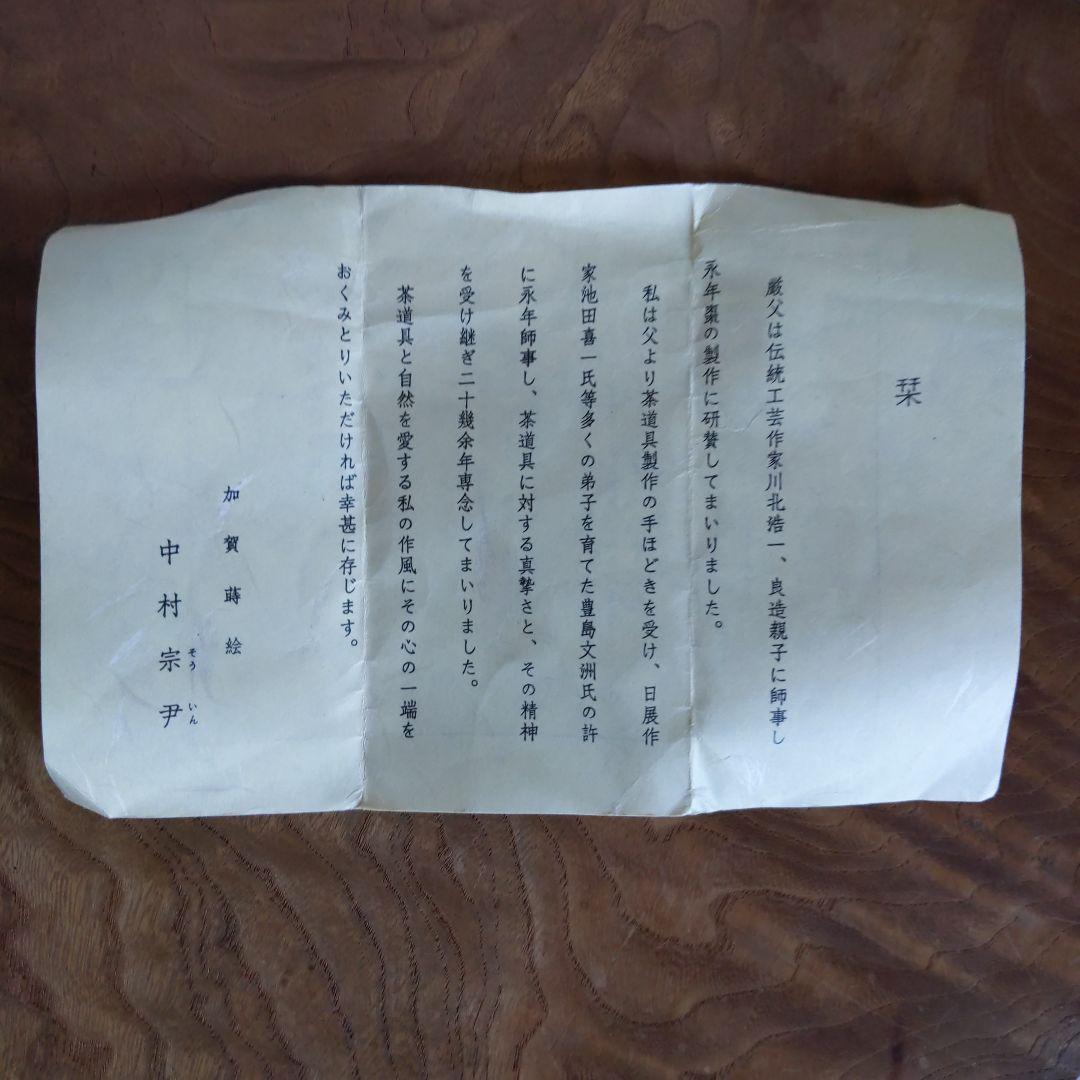 栞
厳父は伝統工芸作家川北浩一、良造親子に師事し
永年棗の製作に研賛してまいりました。
私は父より茶道具製作の手ほどきを受け、日展作
家池田喜一氏等多くの弟子を育てた豊島文洲氏の許
に永年師事し、茶道具に対する真摯さと、その精神
を受け継ぎ二十幾余年専念してまいりました。
茶道具と自然を愛する私の作風にその心の一端を
おくみとりいただければ幸甚に存じます。
加賀蒔絵
中村宗尹
そういん